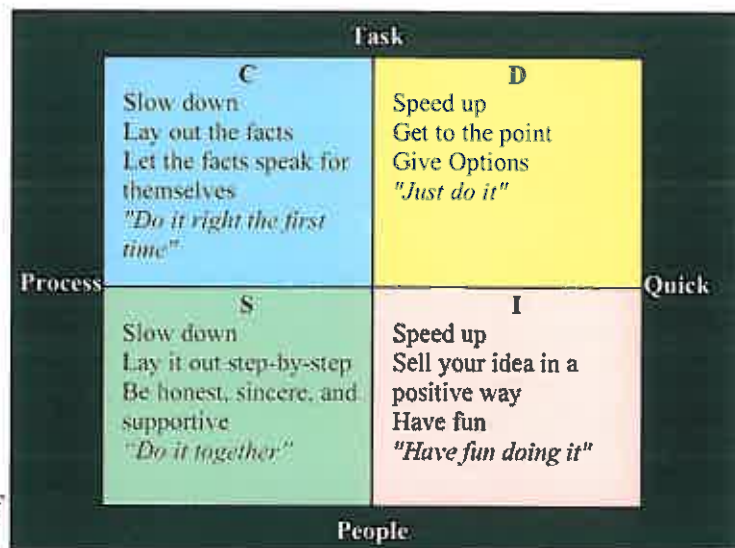 Task
C
Slow down
Lay out the facts
Let the facts speak for
themselves
"Do it right the first
time"
D
Speed up
Get to the point
Give Options
"Just do it"
Process
Quick
S
Slow down
Lay it out step-by-step
Be honest, sincere, and
supportive
"Do it together"
I
Speed up
Sell your idea in a
positive way
Have fun
"Have fun doing it"
People